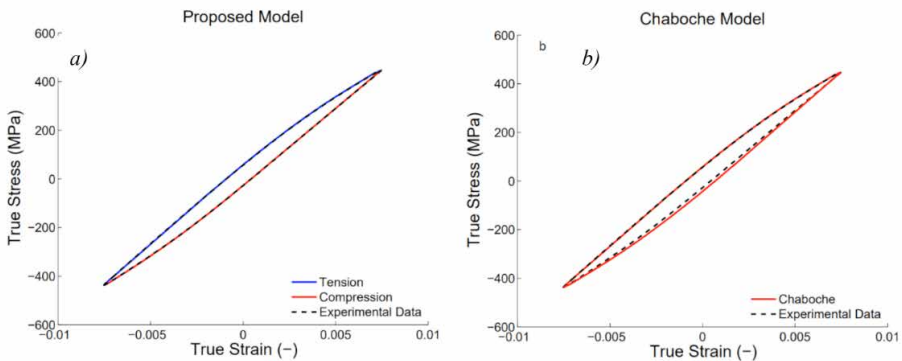 Proposed Model
a)
600
400
200
0
−200
−400
−600
−0.01
−0.005
0
0.005
0.01
True Stress (MPa)
True Strain (−)
Tension
Compression
Experimental Data
Chaboche Model
b
b)
600
400
200
0
−200
−400
−600
−0.01
−0.005
0
0.005
0.01
True Stress (MPa)
True Strain (−)
Chaboche
Experimental Data